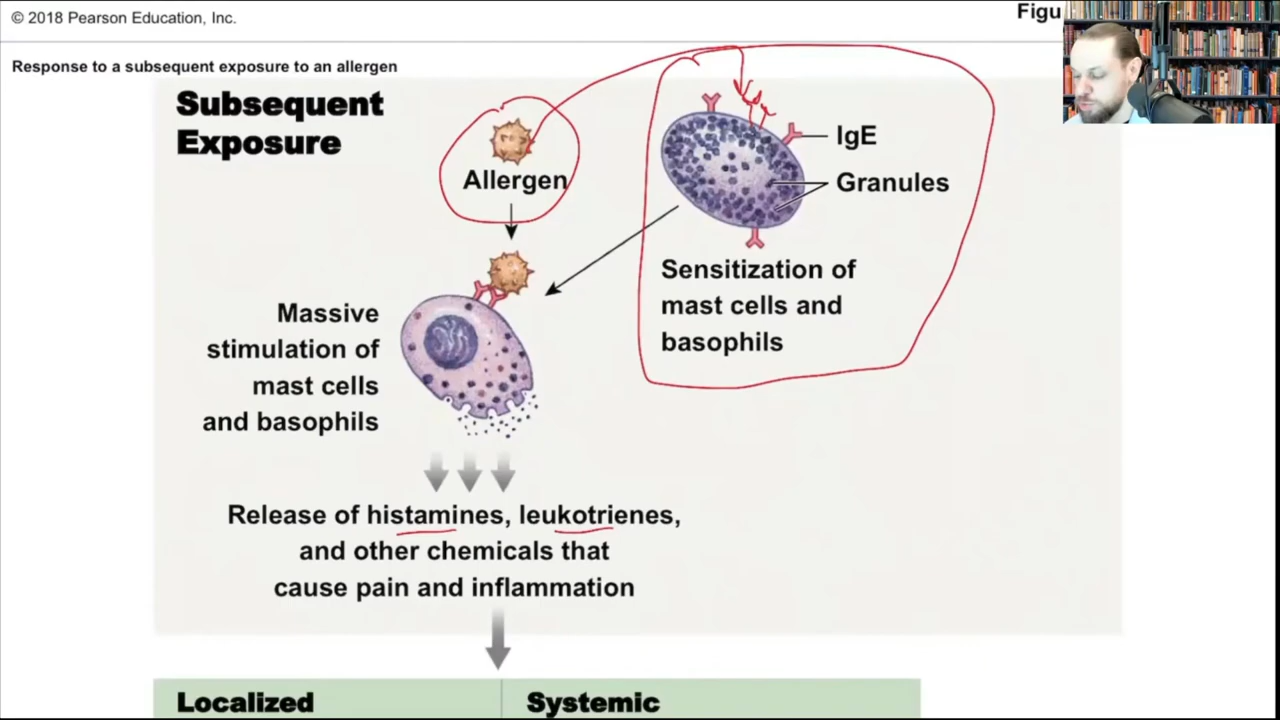 © 2018 Pearson Education, Inc.
Figu
Response to a subsequent exposure to an allergen
Subsequent
Exposure
Allergen
IgE
Granules
Sensitization of
mast cells and
basophils
Massive
stimulation of
mast cells
and basophils
Release of histamines, leukotrienes,
and other chemicals that
cause pain and inflammation
Localized
Systemic